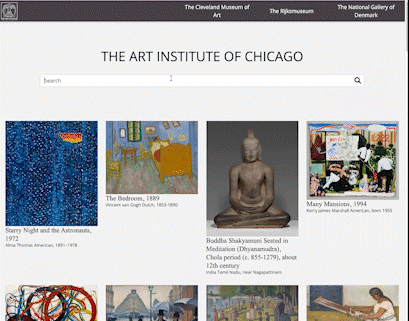 The Cleveland Museum of
Art
The Rijksmuseum
The National Gallery of
Denmark
THE ART INSTITUTE OF CHICAGO
Search
Starry Night and the Astronauts,
1972
Alma Thomas American, 1891–1978
The Bedroom, 1889
Vincent van Gogh Dutch, 1853-1890
Buddha Shakyamuni Seated in
Meditation (Dhyanamudra),
Chola period (c. 855-1279), about
12th century
India Tamil Nadu, near Nagapattinam
Many Mansions, 1994
Kerry James Marshall American, born 1955